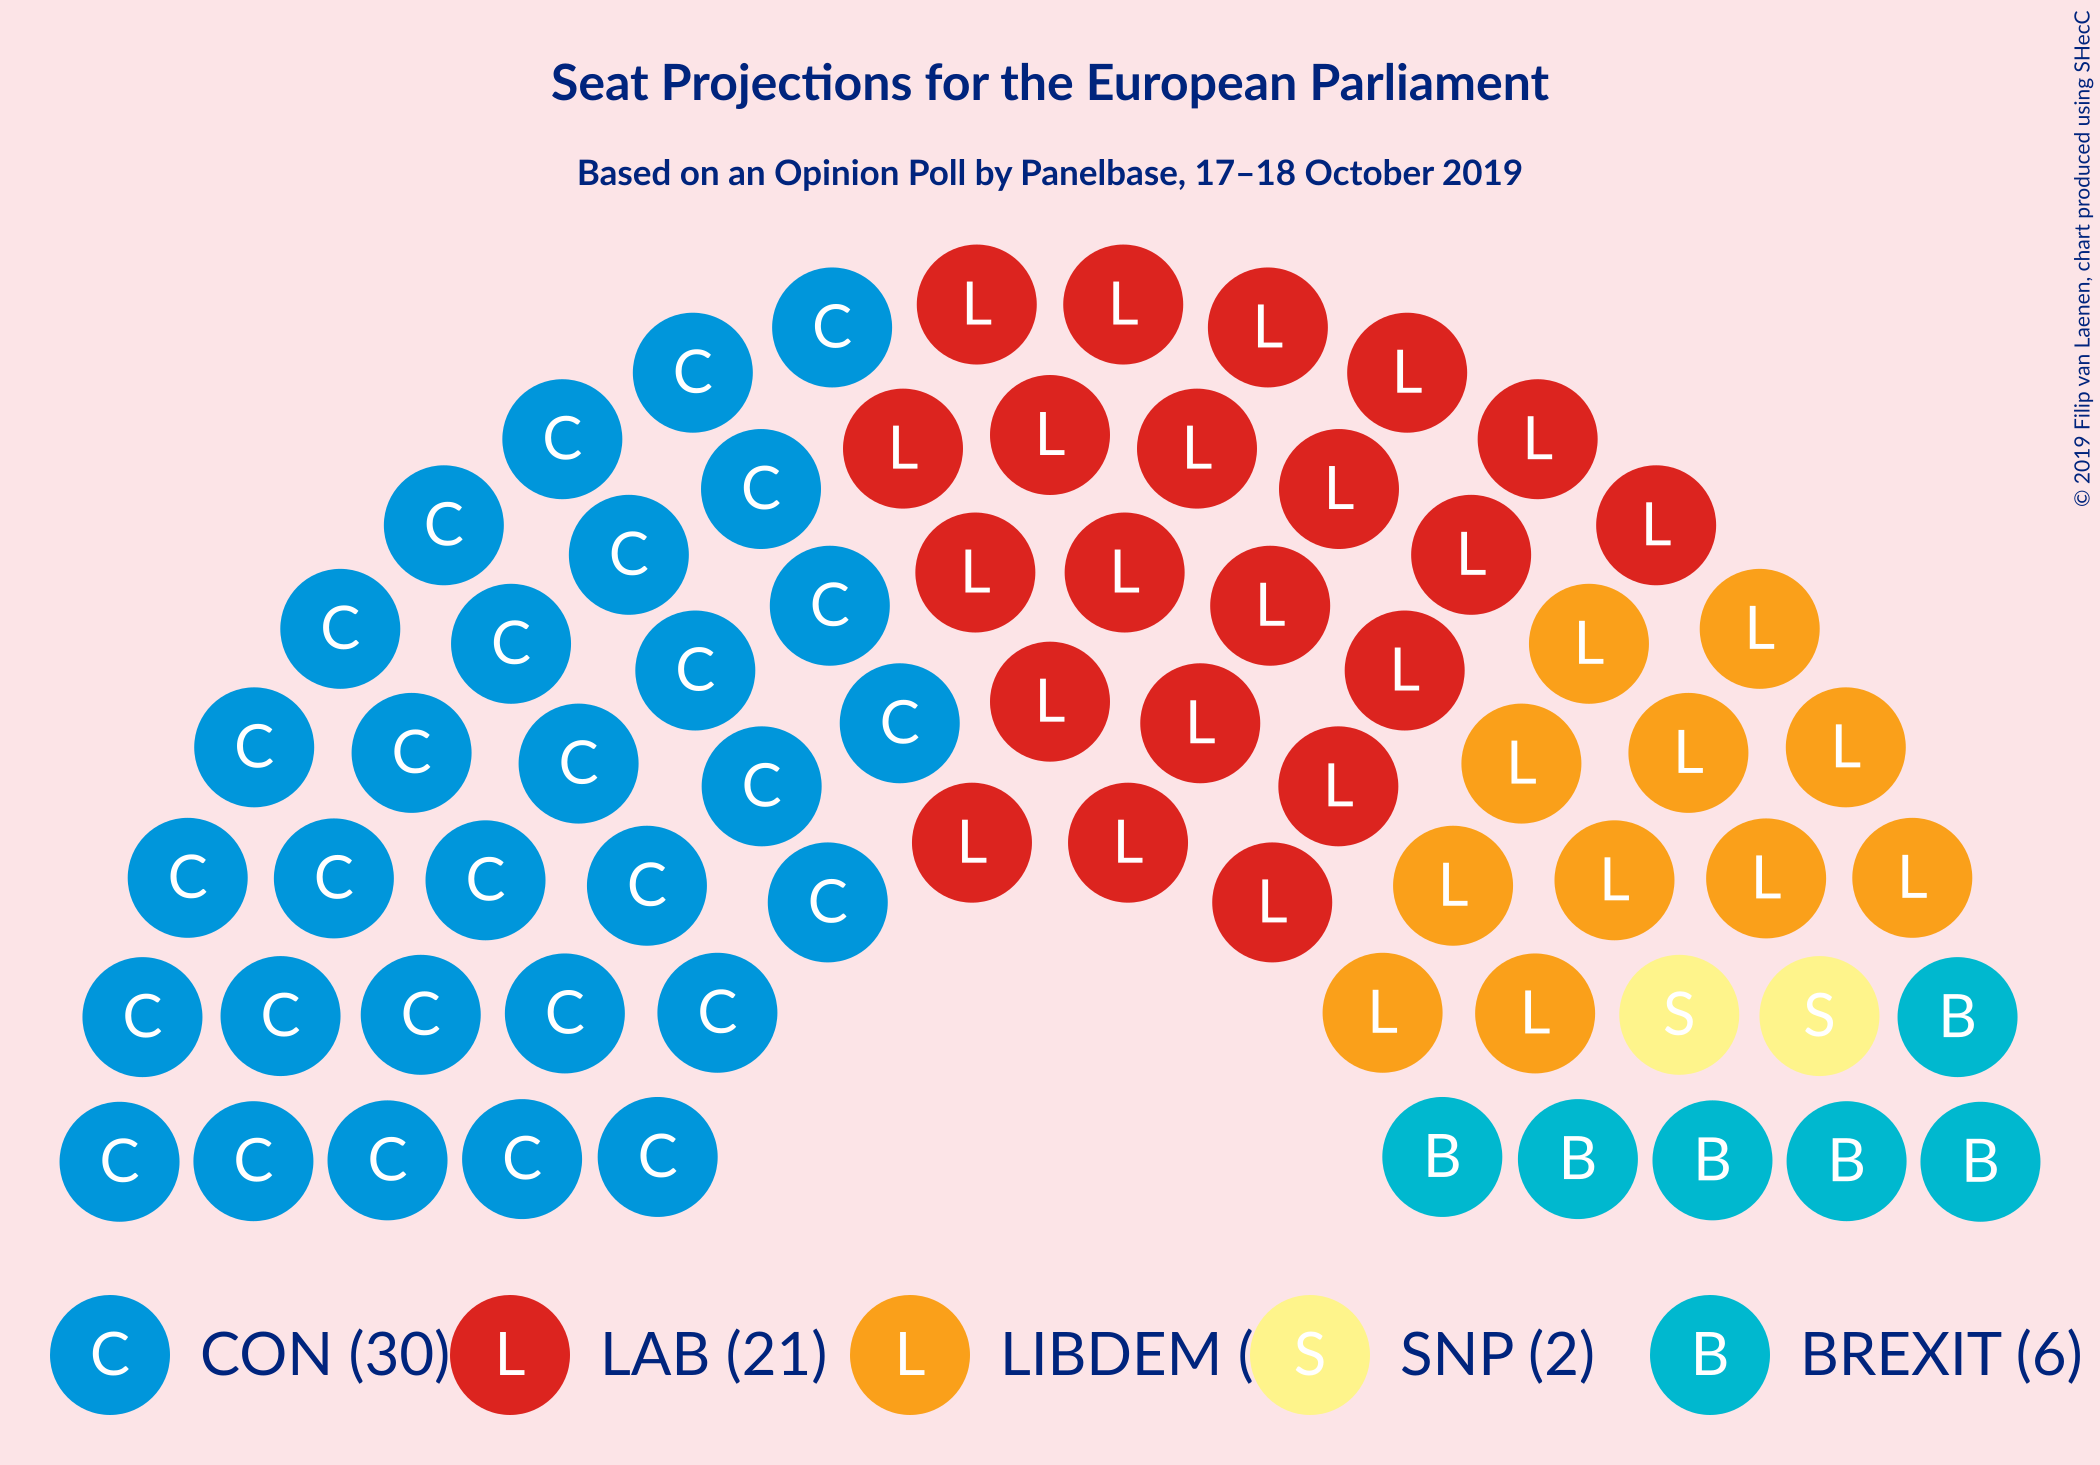 © 2019 Filip van Laenen, chart produced using SHecC
Seat Projections for the European Parliament
Based on an Opinion Poll by Panelbase, 17–18 October 2019
L L
C L
C L
C L L L L
C L
C C L L
L L
C C C L L L
C L L
C C C C L L L L
C L
L L
C C C C L L L L
C L
C C C C C L L S S B
C C C C C B B B B B
C CON (30) L LAB (21) L LIBDEM ( S SNP (2) B BREXIT (6)